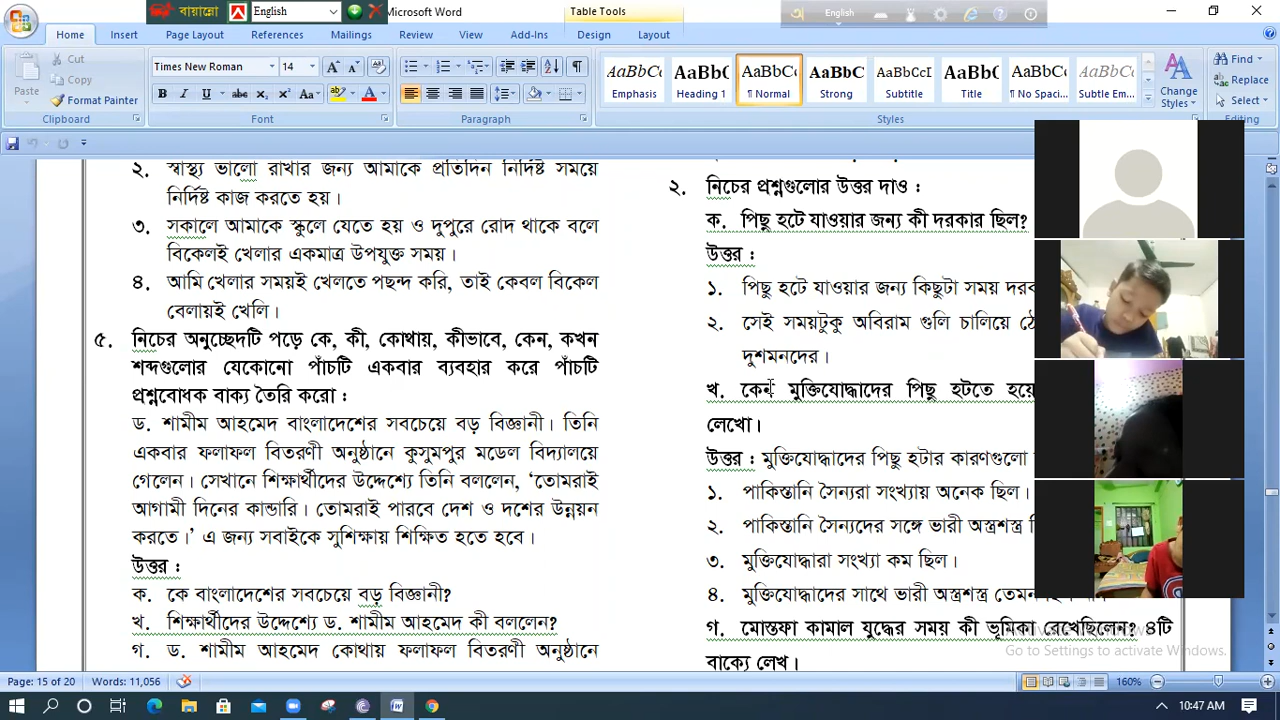 বায়ান্নো
English
Microsoft Word
Table Tools
English
Home
Insert
Page Layout
References
Mailings
Review
View
Add-Ins
Design
Layout
Cut
Copy
Format Painter
Paste
Clipboard
Times New Roman
14
Font
Paragraph
AaBbCc
Emphasis
AaBbC
Heading 1
AaBbCc
¶ Normal
AaBbC
Strong
AaBbCcI
Subtitle
AaBbC
Title
AaBbCc
¶ No Spaci...
AaBbCc
Subtle Em...
Change Styles
Styles
Find
Replace
Select
Editing
২. স্বাস্থ্য ভালো রাখার জন্য আমাকে প্রতিদিন নির্দিষ্ট সময়ে
নির্দিষ্ট কাজ করতে হয়।
৩. সকালে আমাকে স্কুলে যেতে হয় ও দুপুরে রোদ থাকে বলে
বিকেলই খেলার একমাত্র উপযুক্ত সময়।
৪. আমি খেলার সময়ই খেলতে পছন্দ করি, তাই কেবল বিকেল
বেলায়ই খেলি।
৫. নিচের অনুচ্ছেদটি পড়ে কে, কী, কোথায়, কীভাবে, কেন, কখন
শব্দগুলোর যেকোনো পাঁচটি একবার ব্যবহার করে পাঁচটি
প্রশ্নবোধক বাক্য তৈরি করো :
ড. শামীম আহমেদ বাংলাদেশের সবচেয়ে বড় বিজ্ঞানী। তিনি
একবার ফলাফল বিতরণী অনুষ্ঠানে কুসুমপুর মডেল বিদ্যালয়ে
গেলেন। সেখানে শিক্ষার্থীদের উদ্দেশ্যে তিনি বললেন, ‘তোমরাই
আগামী দিনের কান্ডারি। তোমরাই পারবে দেশ ও দশের উন্নয়ন
করতে।’ এ জন্য সবাইকে সুশিক্ষায় শিক্ষিত হতে হবে।
উত্তর :
ক. কে বাংলাদেশের সবচেয়ে বড় বিজ্ঞানী?
খ. শিক্ষার্থীদের উদ্দেশ্যে ড. শামীম আহমেদ কী বললেন?
গ. ড. শামীম আহমেদ কোথায় ফলাফল বিতরণী অনুষ্ঠানে
২. নিচের প্রশ্নগুলোর উত্তর দাও :
ক. পিছু হটে যাওয়ার জন্য কী দরকার ছিল?
উত্তর :
১. পিছু হটে যাওয়ার জন্য কিছুটা সময়
২. সেই সময়টুকু অবিরাম গুলি চালিয়ে
দুশমনদের।
খ. কেন মুক্তিযোদ্ধাদের পিছু হটতে
লেখো।
উত্তর : মুক্তিযোদ্ধাদের পিছু হটার কারণগুলো
১. পাকিস্তানি সৈন্যরা সংখ্যায় অনেক ছিল।
২. পাকিস্তানি সৈন্যদের সঙ্গে ভারী অস্ত্রশস্ত্র
৩. মুক্তিযোদ্ধারা সংখ্যা কম ছিল।
৪. মুক্তিযোদ্ধাদের সাথে ভারী অস্ত্রশস্ত্র তেমন
গ. মোস্তফা কামাল যুদ্ধের সময় কী ভূমিকা রেখেছিলেন? ৪টি
বাক্যে লেখ।
Go to Settings to activate Windows.
Page: 15 of 20
Words: 11,056
160%
10:47 AM